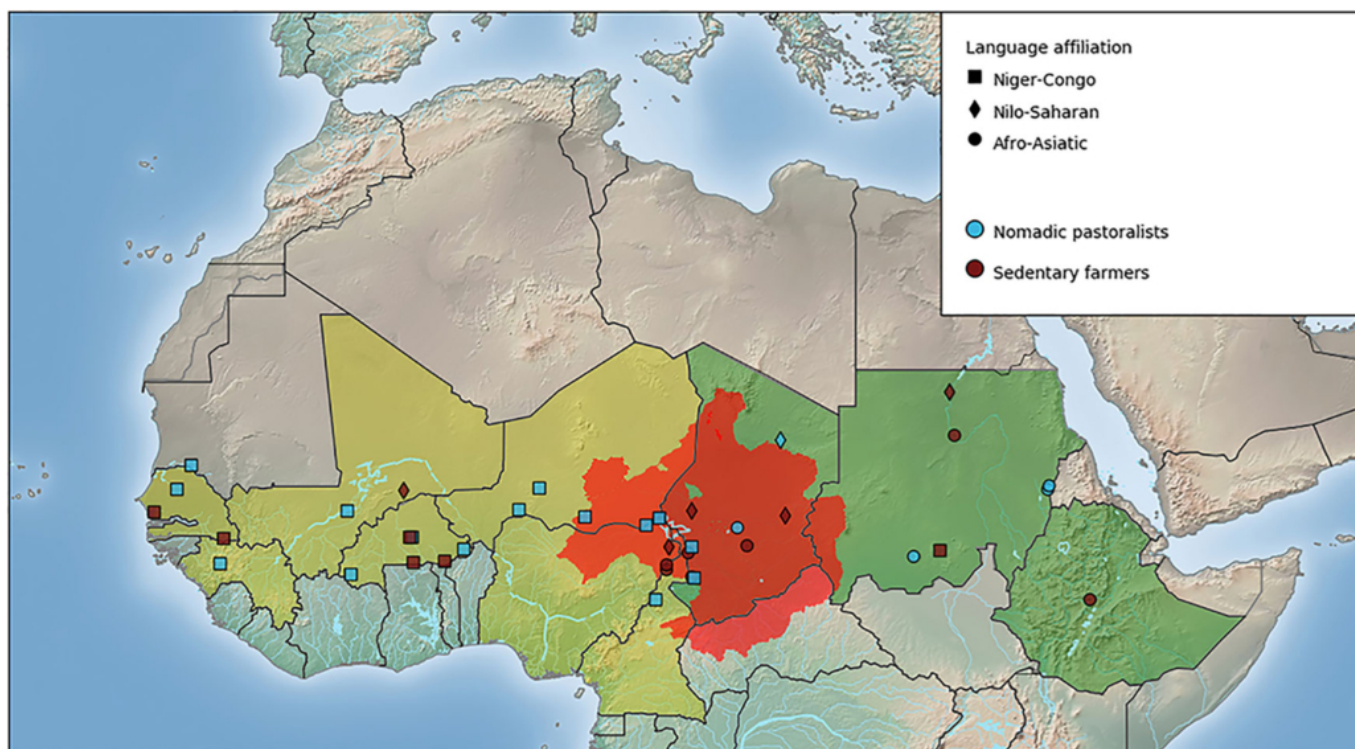 Language affiliation
Niger-Congo
Nilo-Saharan
Afro-Asiatic
Nomadic pastoralists
Sedentary farmers